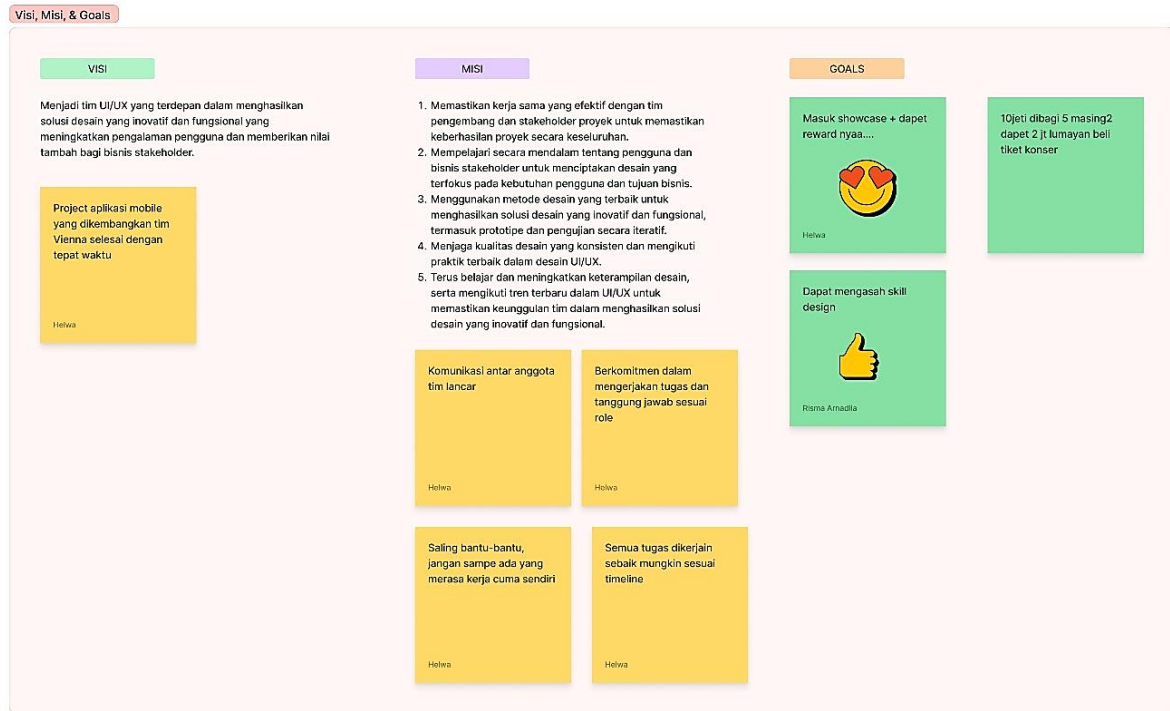 Visi, Misi, & Goals
VISI
Menjadi tim UI/UX yang terdepan dalam menghasilkan
solusi desain yang inovatif dan fungsional yang
meningkatkan pengalaman pengguna dan memberikan nilai
tambah bagi bisnis stakeholder.
Project aplikasi mobile
yang dikembangkan tim
Vienna selesai dengan
tepat waktu
Helwa
MISI
1. Memastikan kerja sama yang efektif dengan tim
pengembang dan stakeholder proyek untuk memastikan
keberhasilan proyek secara keseluruhan.
2. Mempelajari secara mendalam tentang pengguna dan
bisnis stakeholder untuk menciptakan desain yang
terfokus pada kebutuhan pengguna dan tujuan bisnis.
3. Menggunakan metode desain yang terbaik untuk
menghasilkan solusi desain yang inovatif dan fungsional,
termasuk prototipe dan pengujian secara iteratif.
4. Menjaga kualitas desain yang konsisten dan mengikuti
praktik terbaik dalam desain UI/UX.
5. Terus belajar dan meningkatkan keterampilan desain,
serta mengikuti tren terbaru dalam UI/UX untuk
memastikan keunggulan tim dalam menghasilkan solusi
desain yang inovatif dan fungsional.
Komunikasi antar anggota
tim lancar
Helwa
Berkomitmen dalam
mengerjakan tugas dan
tanggung jawab sesuai
role
Helwa
Saling bantu-bantu,
jangan sampe ada yang
merasa kerja cuma sendiri
Helwa
Semua tugas dikerjain
sebaik mungkin sesuai
timeline
Helwa
GOALS
Masuk showcase + dapet
reward nyaa....
Helwa
10jeti dibagi 5 masing2
dapet 2 jt lumayan beli
tiket konser
Dapat mengasah skill
design
Risma Arnadila